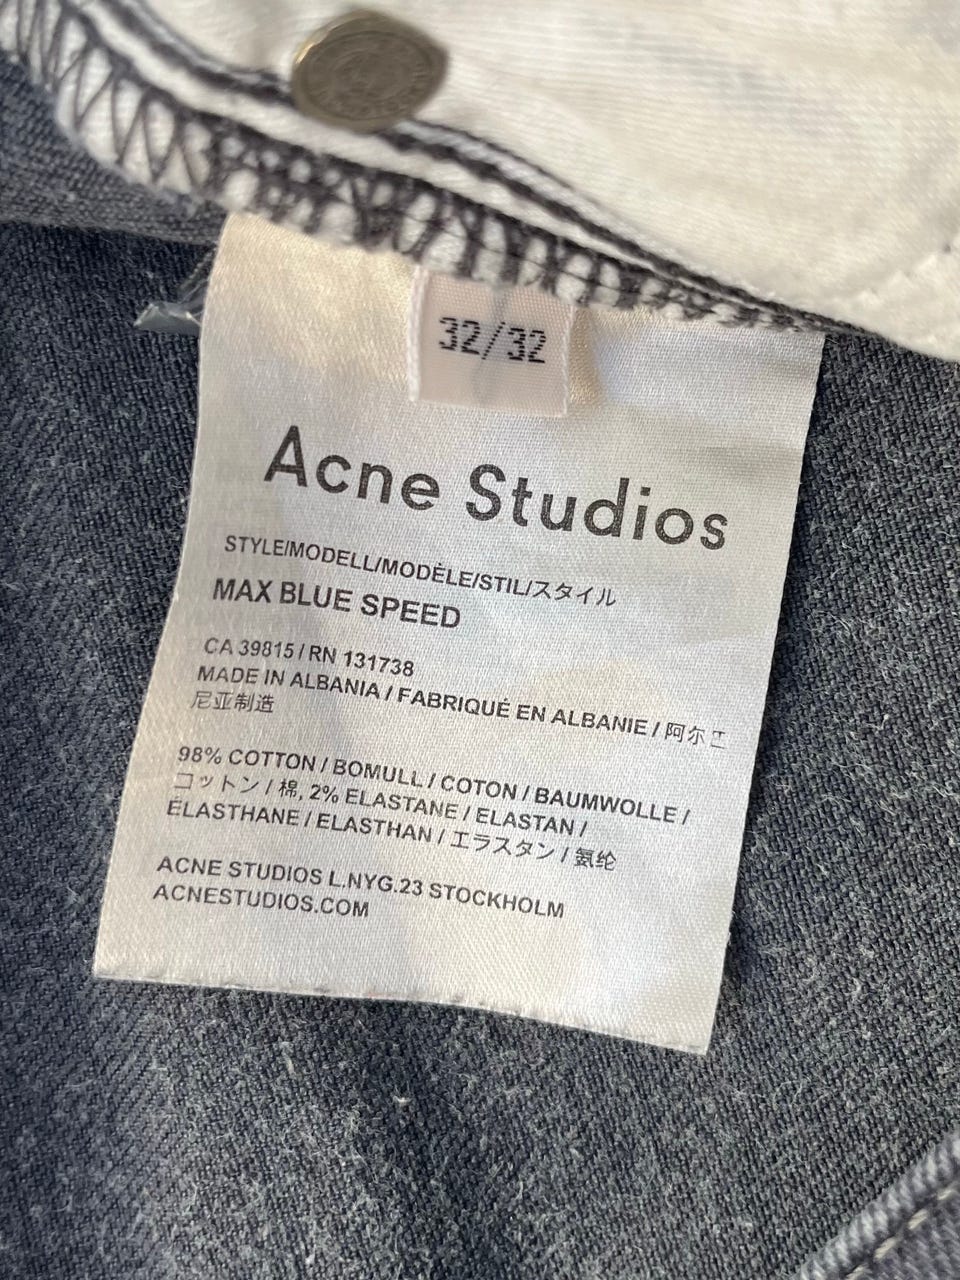 32/32
Acne Studios
STYLE/MODELL/MODÈLE/STIL/スタイル
MAX BLUE SPEED
CA 39815 / RN 131738
MADE IN ALBANIA / FABRIQUÉ EN ALBANIE / 阿尔
尼亚制造
98% COTTON / BOMULL / COTON / BAUMWOLLE /
コットン / 棉, 2% ELASTANE / ELASTAN /
ÉLASTHANE / ELASTHAN / エラスタン / 氨纶
ACNE STUDIOS L.NYG.23 STOCKHOLM
ACNESTUDIOS.COM